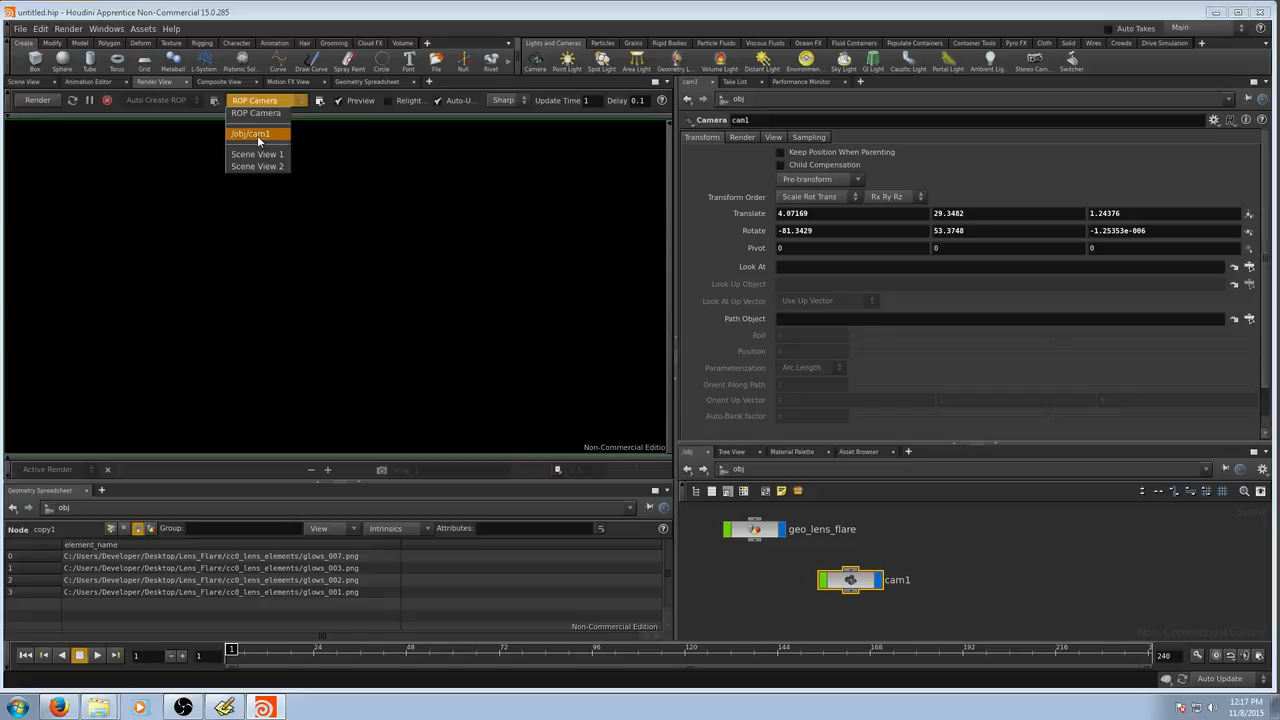 untitled.hip - Houdini Apprentice Non-Commercial 15.0.285
File Edit Render Windows Assets Help
Auto Takes Main
Create Modify Model Polygon Deform Texture Rigging Character Animation Hair Grooming Cloud FX Volume
Lights and Cameras Particles Grains Rigid Bodies Particle Fluids Viscous Fluids Ocean FX Fluid Containers Populate Containers Container Tools Pyro FX Cloth Solid Wires Crowds Drive Simulation
Box Sphere Tube Torus Grid Metaball L-System Platonic Sol... Curve Draw Curve Spray Paint Circle Line Path Font File Null Rivet
Camera Point Light Spot Light Area Light Geometry L... Volume Light Distant Light Environmen... Sky Light GI Light Caustic Light Portal Light Ambient Light Stereo Cam... Switcher
Scene View Animation Editor Render View Composite View Motion FX View Geometry Spreadsheet
cam1 Take List Performance Monitor
Render Auto Create ROP ROP Camera Preview Relight... Auto-U... Sharp Update Time 1 Delay 0.1
obj
ROP Camera
/obj/cam1
Scene View 1
Scene View 2
Camera cam1
Transform Render View Sampling
Keep Position When Parenting
Child Compensation
Pre-transform
Transform Order Scale Rot Trans Rx Ry Rz
Translate 4.07169 29.3482 1.24376
Rotate -81.3429 53.3748 -1.25353e-006
Pivot 0 0 0
Look At
Look Up Object
Look At Up Vector Use Up Vector
Path Object
Roll
Position
Parameterization Arc Length
Orient Along Path
Orient Up Vector
Auto-Bank factor
Non-Commercial Editio
Active Render
Geometry Spreadsheet
obj
Node copy1 Group: View Intrinsics Attributes:
element_name
0 C:/Users/Developer/Desktop/Lens_Flare/cc0_lens_elements/glows_007.png
1 C:/Users/Developer/Desktop/Lens_Flare/cc0_lens_elements/glows_003.png
2 C:/Users/Developer/Desktop/Lens_Flare/cc0_lens_elements/glows_002.png
3 C:/Users/Developer/Desktop/Lens_Flare/cc0_lens_elements/glows_001.png
Non-Commercial Edition
/obj Tree View Material Palette Asset Browser
obj
geo_lens_flare
cam1
1 1 1 24 48 72 96 120 144 168 192 216 240
Auto Update
12:17 PM
11/8/2015